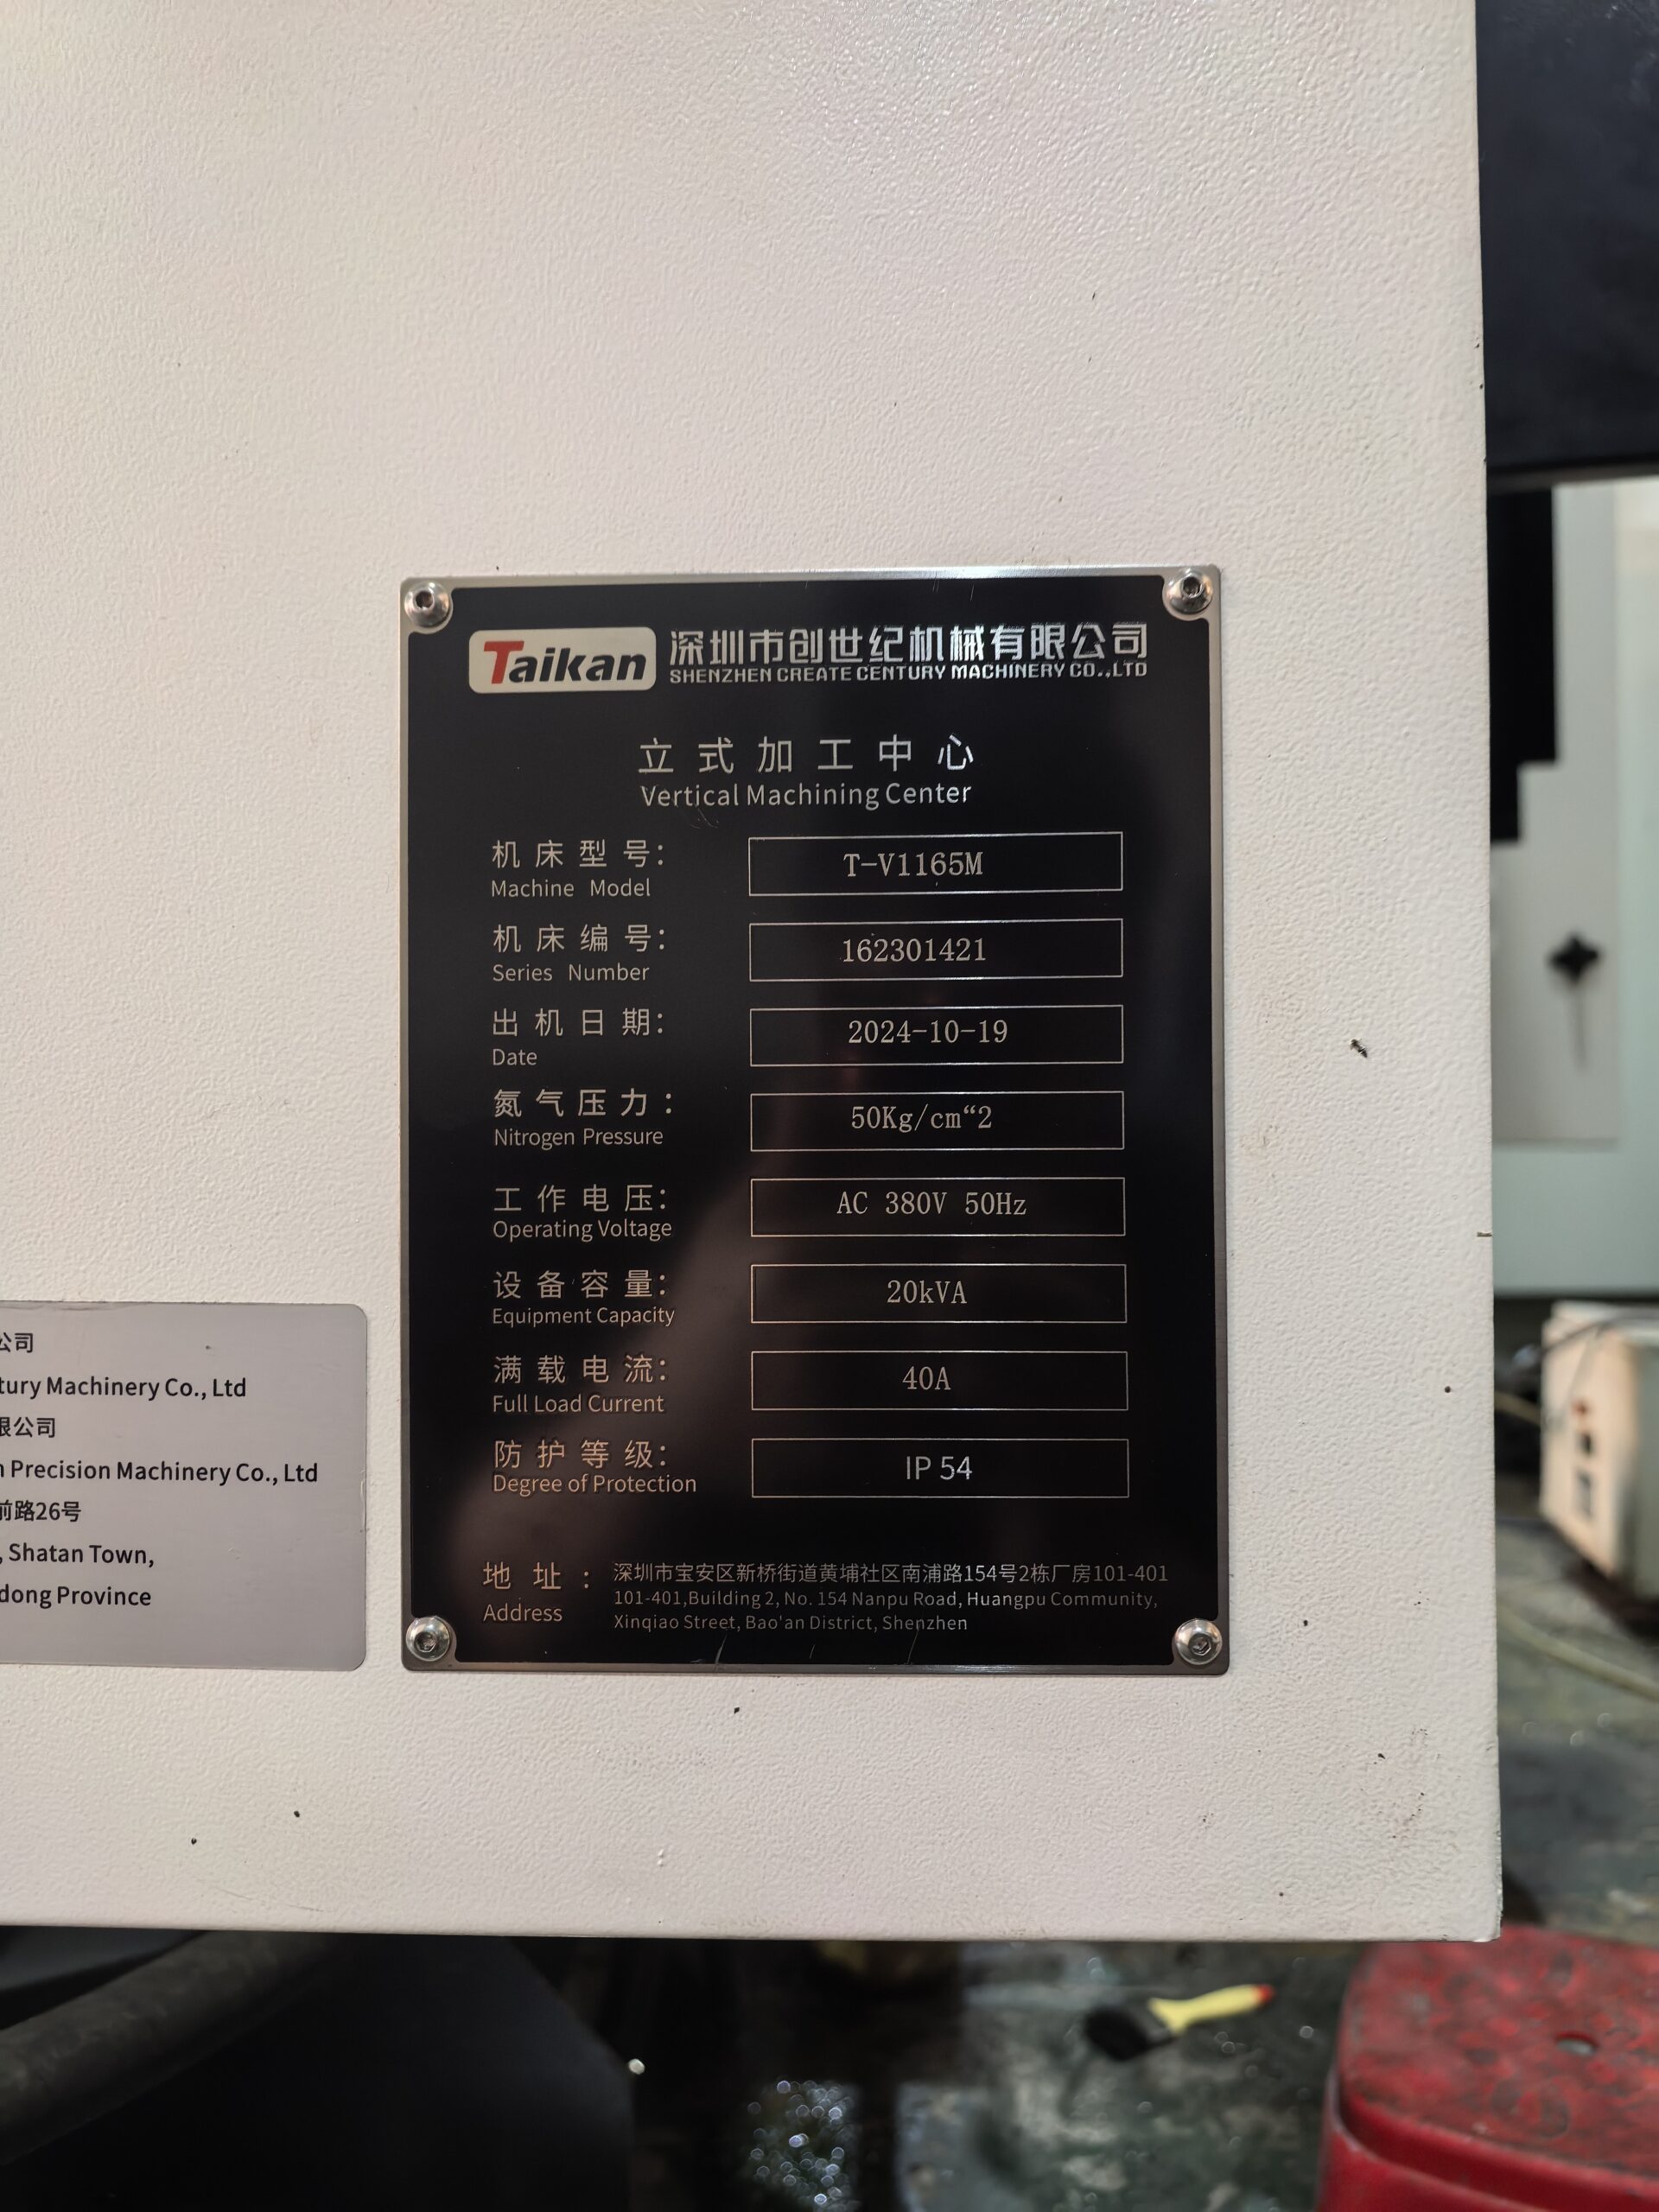 Taikan 深圳市创世纪机械有限公司
SHENZHEN CREATE CENTURY MACHINERY CO.,LTD
立式加工中心
Vertical Machining Center
机床型号: T-V1165M
Machine Model
机床编号: 162301421
Series Number
出机日期: 2024-10-19
Date
氮气压力: 50Kg/cm“2
Nitrogen Pressure
工作电压: AC 380V 50Hz
Operating Voltage
设备容量: 20kVA
Equipment Capacity
满载电流: 40A
Full Load Current
防护等级: IP 54
Degree of Protection
地址: 深圳市宝安区新桥街道黄埔社区南浦路154号2栋厂房101-401
Address 101-401,Building 2, No. 154 Nanpu Road, Huangpu Community,
Xinqiao Street, Bao'an District, Shenzhen
公司
tury Machinery Co., Ltd
限公司
n Precision Machinery Co., Ltd
前路26号
, Shatan Town,
dong Province